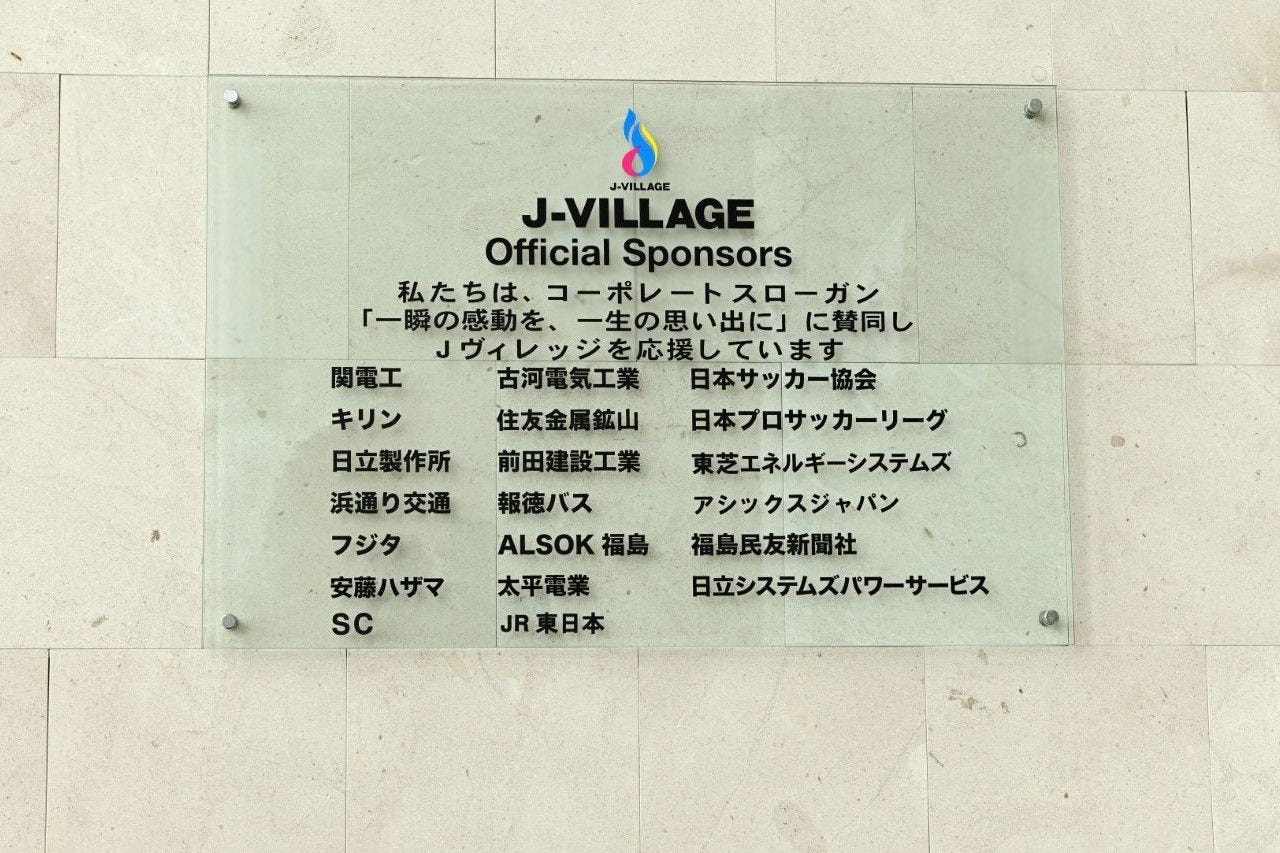 J-VILLAGE
J-VILLAGE
Official Sponsors
私たちは、コーポレートスローガン
「一瞬の感動を、一生の思い出に」に賛同し
Jヴィレッジを応援しています
関電工 古河電気工業 日本サッカー協会
キリン 住友金属鉱山 日本プロサッカーリーグ
日立製作所 前田建設工業 東芝エネルギーシステムズ
浜通り交通 報徳バス アシックスジャパン
フジタ ALSOK 福島 福島民友新聞社
安藤ハザマ 太平電業 日立システムズパワーサービス
SC JR 東日本